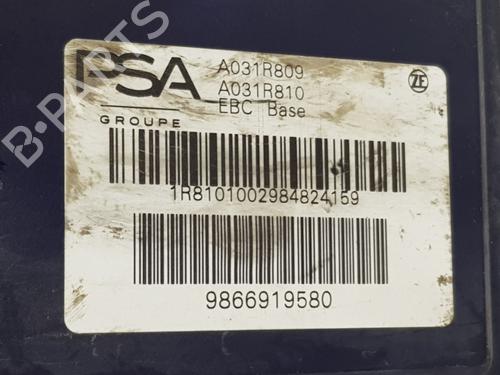 PSA
GROUPE
A031R809
A031R810
EBC Base
ZF
1R8101002984824159
9866919580
B-PARTS